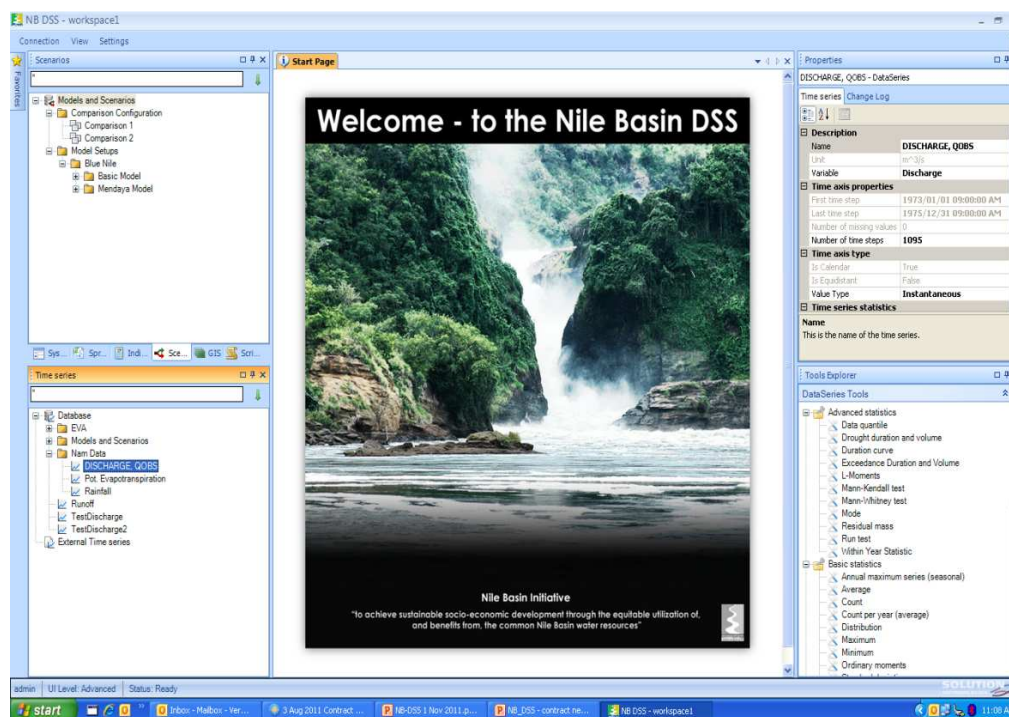 NB DSS - workspace1
Connection View Settings
Favorites
Scenarios
*
Models and Scenarios
Comparison Configuration
Comparison 1
Comparison 2
Model Setups
Blue Nile
Basic Model
Mendaya Model
Sys... Spr... Indi... Sce... GIS Scri...
Time series
*
Database
EVA
Models and Scenarios
Nam Data
DISCHARGE, QOBS
Pot. Evapotranspiration
Rainfall
Runoff
TestDischarge
TestDischarge2
External Time series
Start Page
Welcome - to the Nile Basin DSS
Nile Basin Initiative
"to achieve sustainable socio-economic development through the equitable utilization of,
and benefits from, the common Nile Basin water resources"
Properties
DISCHARGE, QOBS - DataSeries
Time series Change Log
Description
Name DISCHARGE, QOBS
Unit m^3/s
Variable Discharge
Time axis properties
First time step 1973/01/01 09:00:00 AM
Last time step 1975/12/31 09:00:00 AM
Number of missing values 0
Number of time steps 1095
Time axis type
Is Calendar True
Is Equidistant False
Value Type Instantaneous
Time series statistics
Name
This is the name of the time series.
Tools Explorer
DataSeries Tools
Advanced statistics
Data quantile
Drought duration and volume
Duration curve
Exceedance Duration and Volume
L-Moments
Mann-Kendall test
Mann-Whitney test
Mode
Residual mass
Run test
Within Year Statistic
Basic statistics
Annual maximum series (seasonal)
Average
Count
Count per year (average)
Distribution
Maximum
Minimum
Ordinary moments
admin UI Level: Advanced Status: Ready
SOLUTION
start Inbox - Mailbox - Ver... 3 Aug 2011 Contract ... NB-DSS 1 Nov 2011.p... NB_DSS - contract ne... NB DSS - workspace1 11:08 A